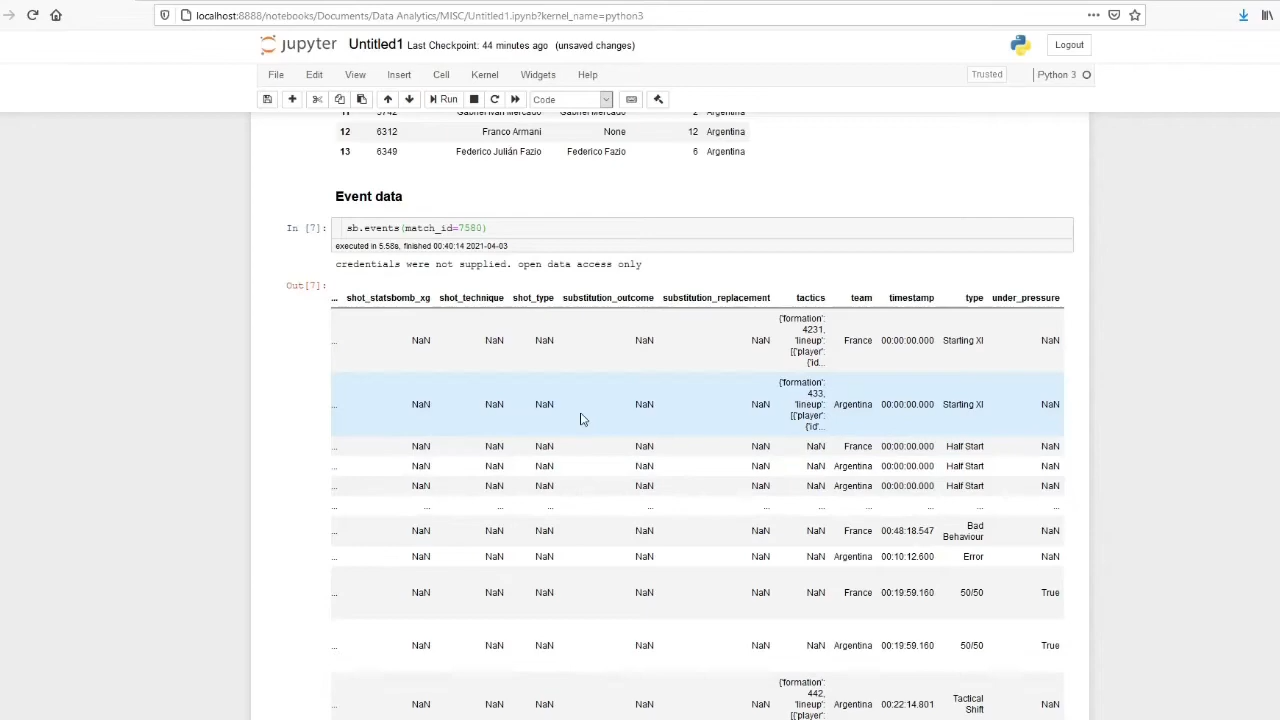 localhost:8888/notebooks/Documents/Data Analytics/MISC/Untitled1.ipynb?kernel_name=python3
jupyter Untitled1 Last Checkpoint: 44 minutes ago (unsaved changes) Logout
File Edit View Insert Cell Kernel Widgets Help Trusted Python 3
Run Code
12 6312 Franco Armani None 12 Argentina
13 6349 Federico Julián Fazio Federico Fazio 6 Argentina
Event data
In [7]: sb.events(match_id=7580)
executed in 5.58s, finished 00:40:14 2021-04-03
credentials were not supplied. open data access only
Out[7]:
... shot_statsbomb_xg shot_technique shot_type substitution_outcome substitution_replacement tactics team timestamp type under_pressure
{'formation':
4231,
... NaN NaN NaN NaN NaN 'lineup': France 00:00:00.000 Starting XI NaN
[{'player':
{'id...
{'formation':
433,
... NaN NaN NaN NaN NaN 'lineup': Argentina 00:00:00.000 Starting XI NaN
[{'player':
{'id'...
... NaN NaN NaN NaN NaN NaN France 00:00:00.000 Half Start NaN
... NaN NaN NaN NaN NaN NaN Argentina 00:00:00.000 Half Start NaN
... NaN NaN NaN NaN NaN NaN Argentina 00:00:00.000 Half Start NaN
... ... ... ... ... ... ... ... ... ... ...
... NaN NaN NaN NaN NaN NaN France 00:48:18.547 Bad Behaviour NaN
... NaN NaN NaN NaN NaN NaN Argentina 00:10:12.600 Error NaN
... NaN NaN NaN NaN NaN NaN France 00:19:59.160 50/50 True
... NaN NaN NaN NaN NaN NaN Argentina 00:19:59.160 50/50 True
{'formation':
442,
... NaN NaN NaN NaN NaN 'lineup': Argentina 00:22:14.801 Tactical Shift NaN
[{'player':